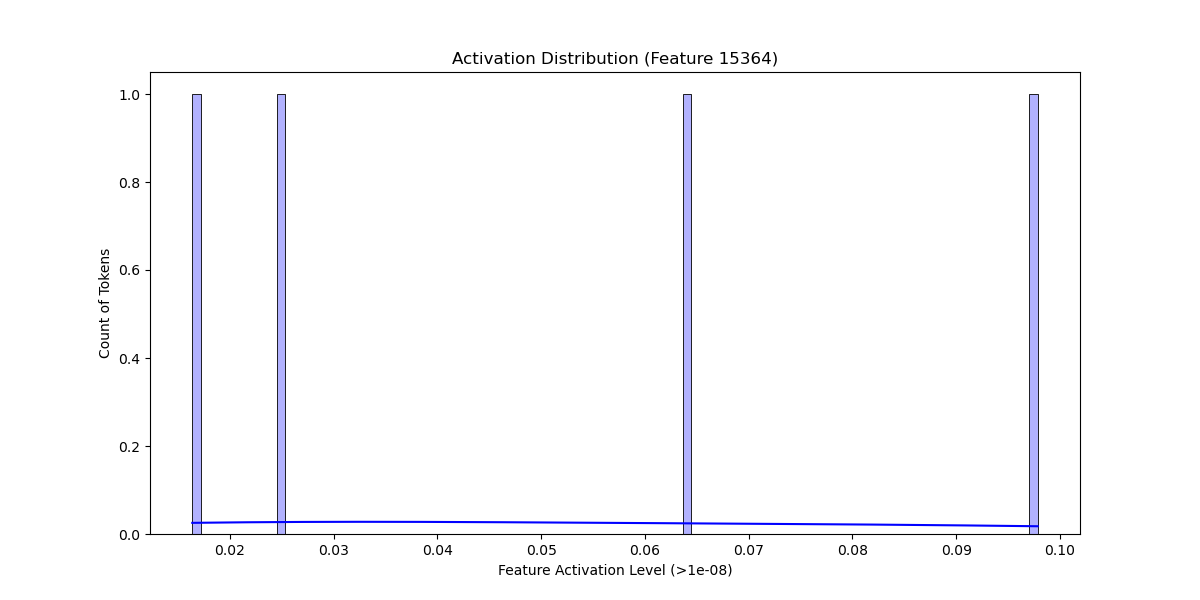 Activation Distribution (Feature 15364)
Count of Tokens
1.0
0.8
0.6
0.4
0.2
0.0
0.02 0.03 0.04 0.05 0.06 0.07 0.08 0.09 0.10
Feature Activation Level (>1e-08)